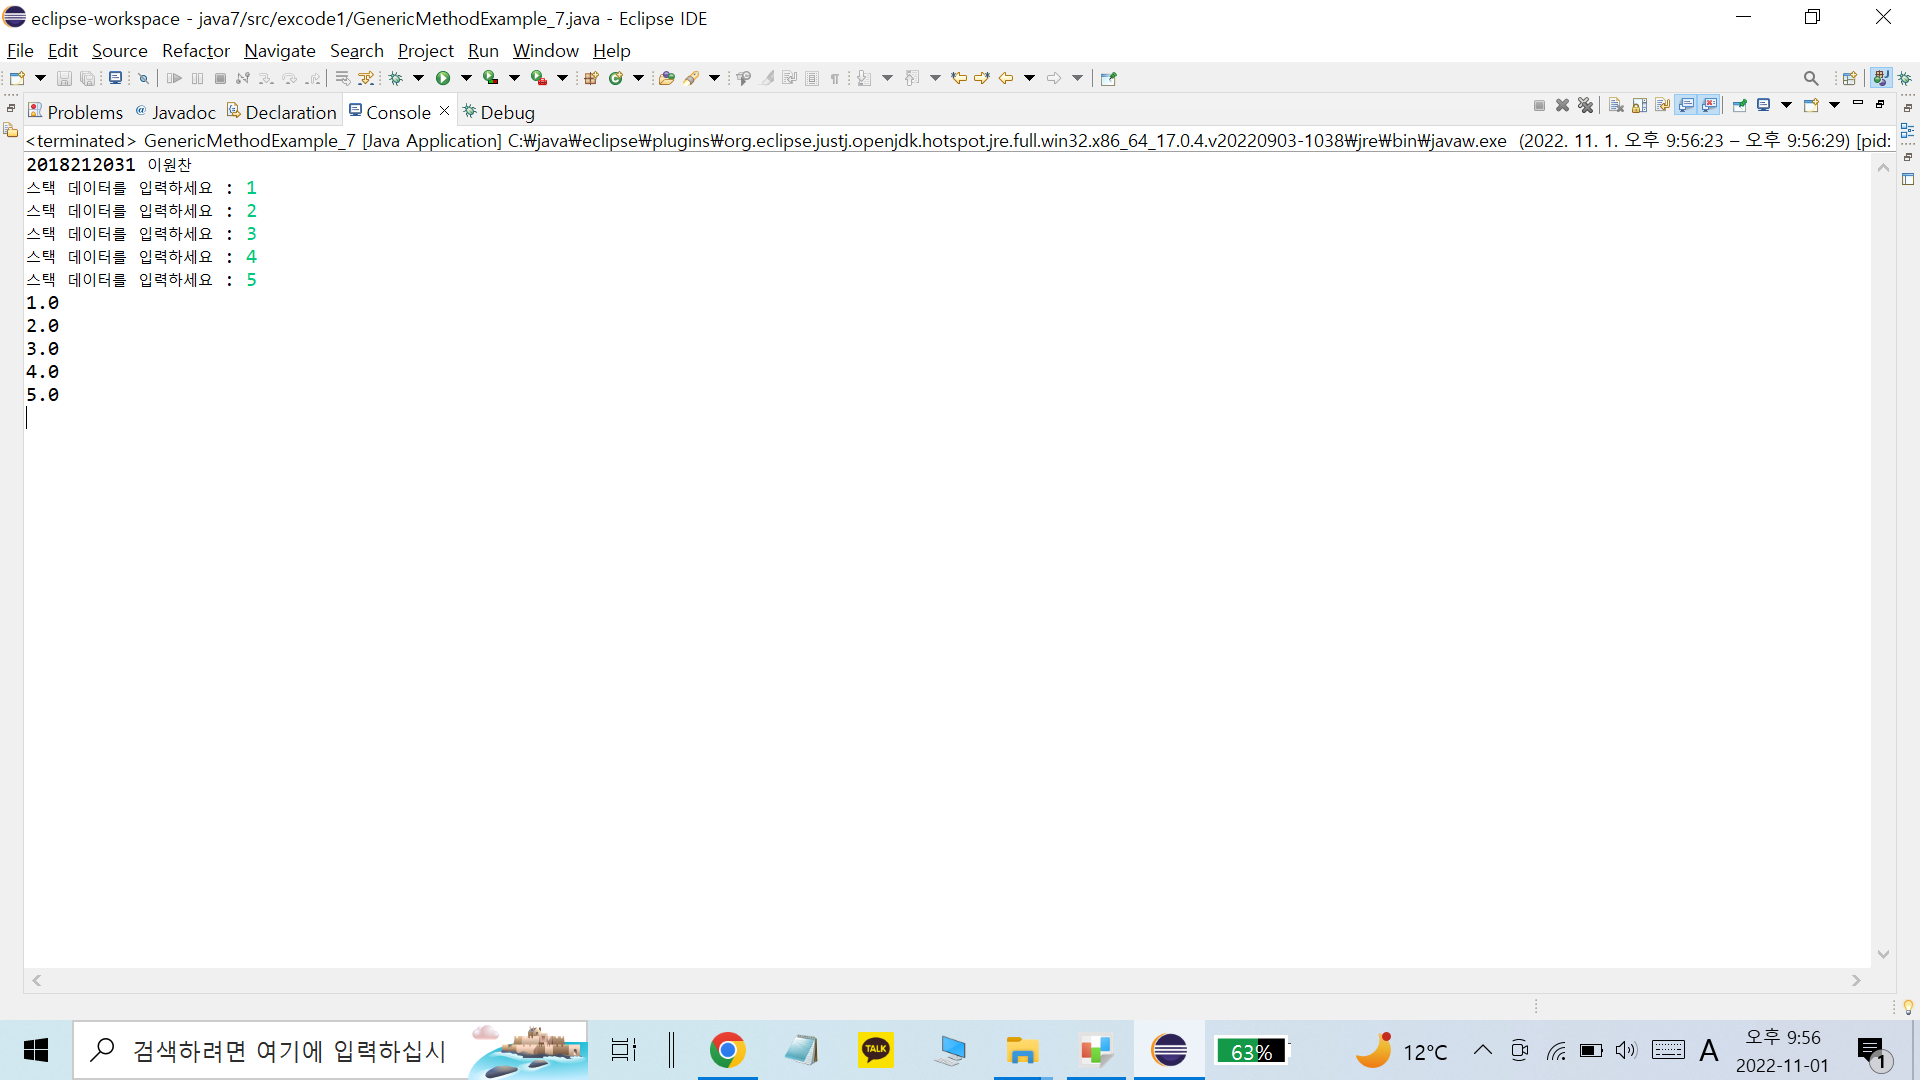 eclipse-workspace - java7/src/excode1/GenericMethodExample_7.java - Eclipse IDE
File Edit Source Refactor Navigate Search Project Run Window Help
Problems @ Javadoc Declaration Console Debug
<terminated> GenericMethodExample_7 [Java Application] C:₩java₩eclipse₩plugins₩org.eclipse.justj.openjdk.hotspot.jre.full.win32.x86_64_17.0.4.v20220903-1038₩jre₩bin₩javaw.exe (2022. 11. 1. 오후 9:56:23 – 오후 9:56:29) [pid:
2018212031 이원찬
스택 데이터를 입력하세요 : 1
스택 데이터를 입력하세요 : 2
스택 데이터를 입력하세요 : 3
스택 데이터를 입력하세요 : 4
스택 데이터를 입력하세요 : 5
1.0
2.0
3.0
4.0
5.0
검색하려면 여기에 입력하십시
TALK
63%
12°C
A
오후 9:56
2022-11-01
1